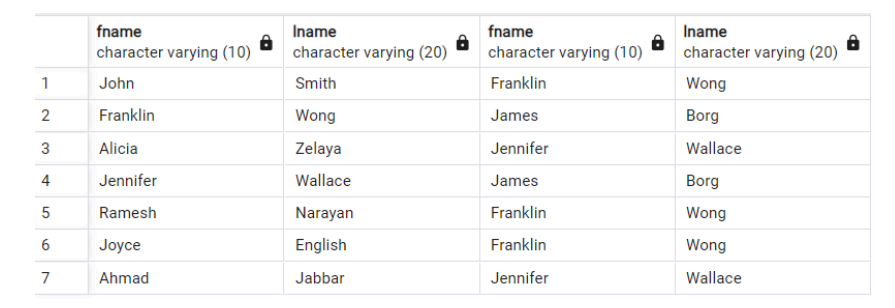 fname lname fname lname
character varying (10) character varying (20) character varying (10) character varying (20)
1 John Smith Franklin Wong
2 Franklin Wong James Borg
3 Alicia Zelaya Jennifer Wallace
4 Jennifer Wallace James Borg
5 Ramesh Narayan Franklin Wong
6 Joyce English Franklin Wong
7 Ahmad Jabbar Jennifer Wallace